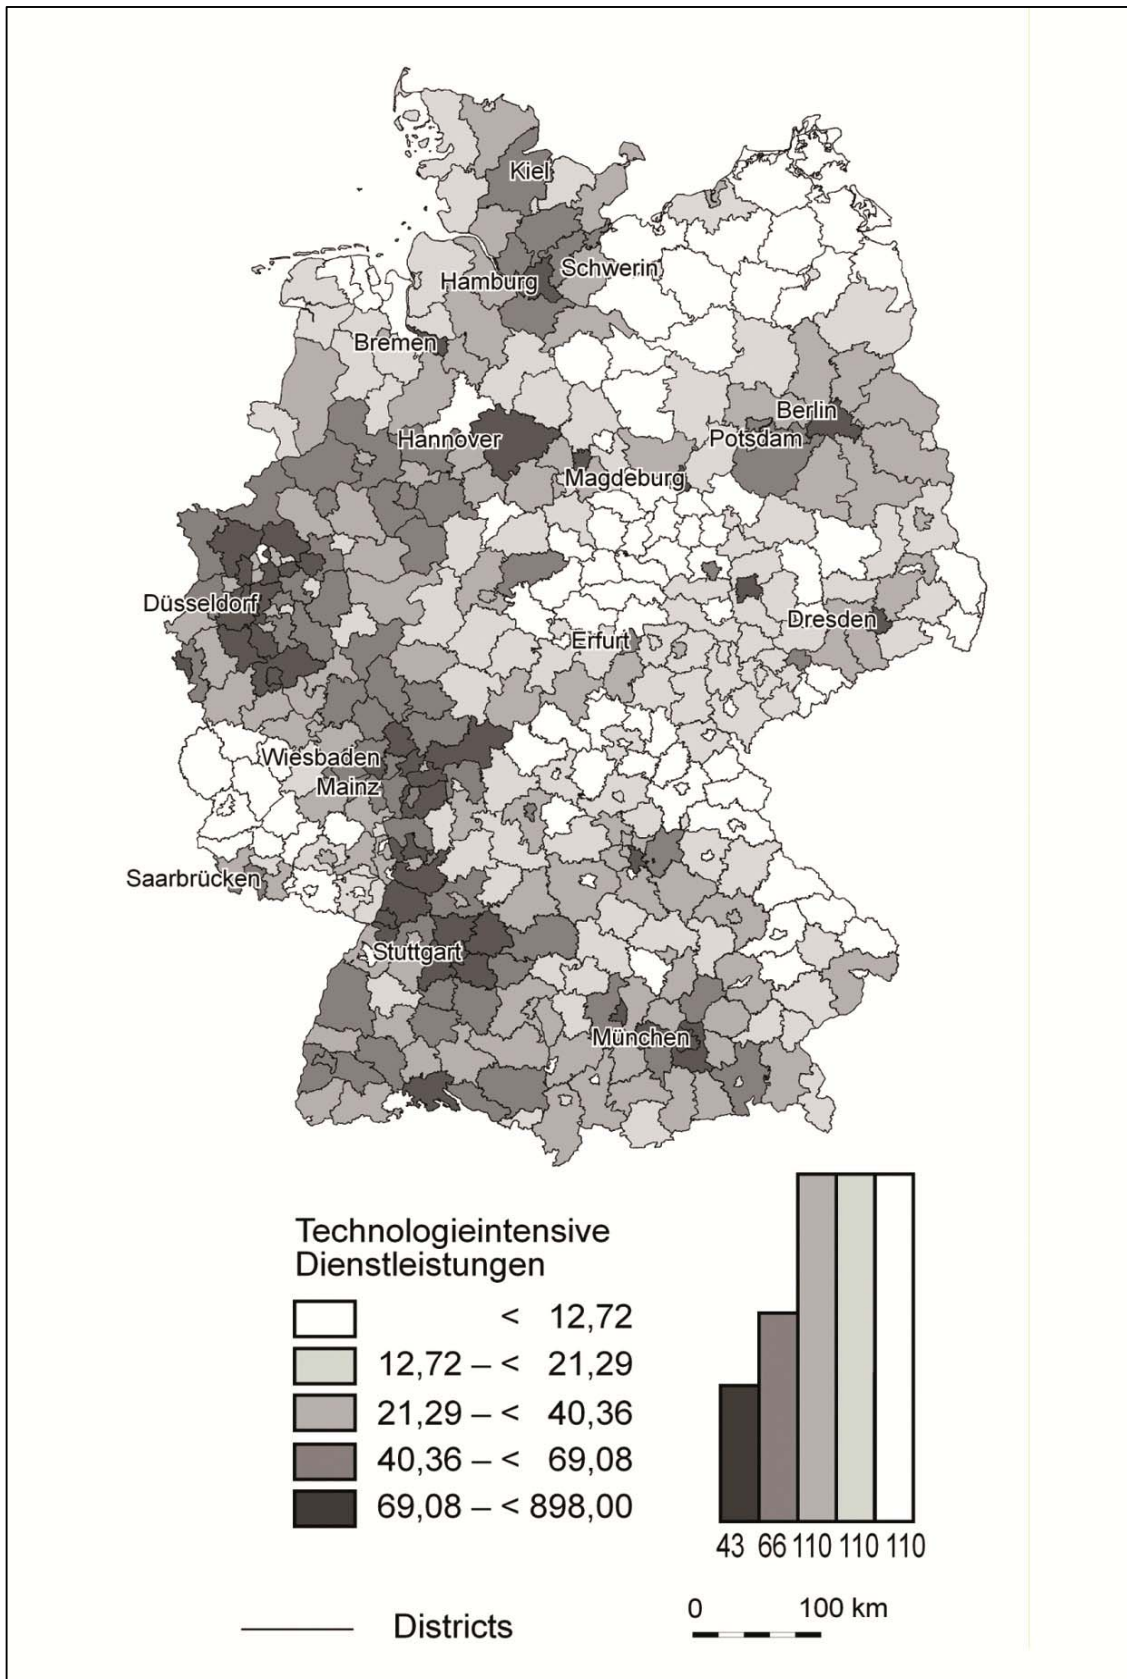 Kiel
Schwerin
Hamburg
Bremen
Berlin
Hannover
Potsdam
Magdeburg
Düsseldorf
Dresden
Erfurt
Wiesbaden
Mainz
Saarbrücken
Stuttgart
München
Technologieintensive
Dienstleistungen
< 12,72
12,72 – < 21,29
21,29 – < 40,36
40,36 – < 69,08
69,08 – < 898,00
43 66 110 110 110
0 100 km
Districts